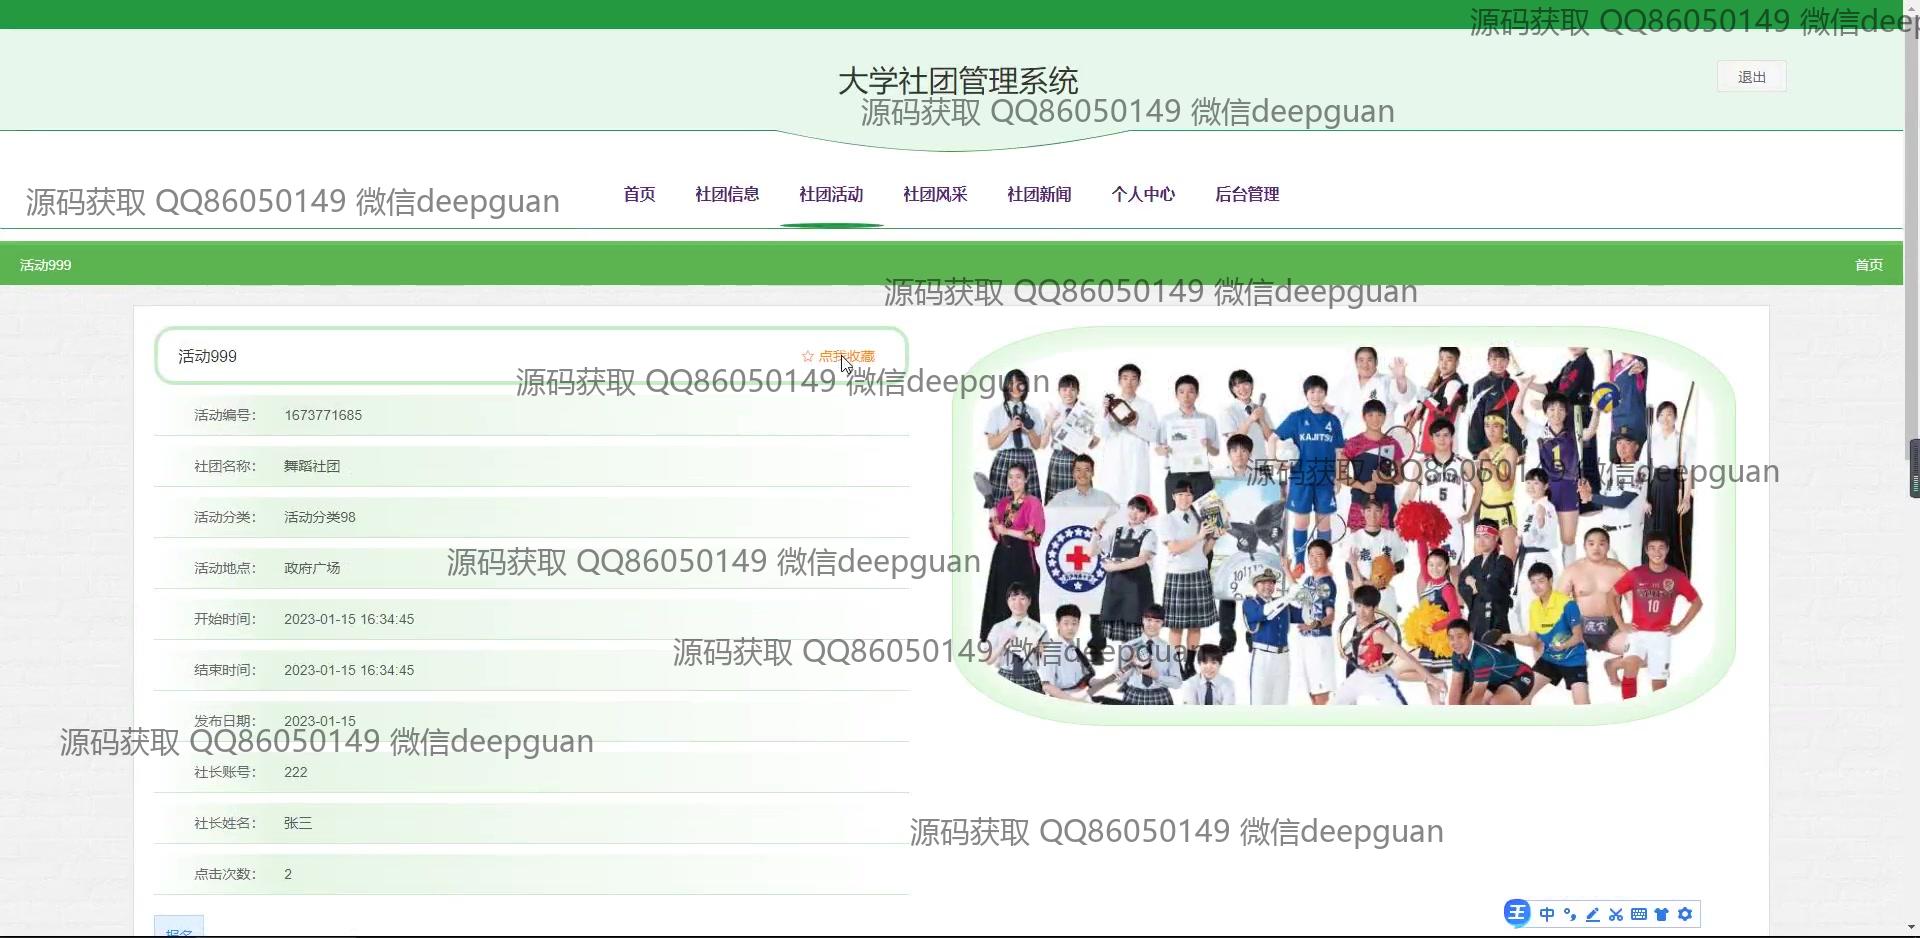 源码获取 QQ86050149 微信deep
大学社团管理系统
退出
源码获取 QQ86050149 微信deepguan
源码获取 QQ86050149 微信deepguan
首页 社团信息 社团活动 社团风采 社团新闻 个人中心 后台管理
活动999 首页
源码获取 QQ86050149 微信deepguan
活动999 ☆ 点我收藏
源码获取 QQ86050149 微信deepguan
活动编号: 1673771685
社团名称: 舞蹈社团
源码获取 QQ86050149 微信deepguan
活动分类: 活动分类98
活动地点: 政府广场
源码获取 QQ86050149 微信deepguan
开始时间: 2023-01-15 16:34:45
源码获取 QQ86050149 微信deepguan
结束时间: 2023-01-15 16:34:45
发布日期: 2023-01-15
源码获取 QQ86050149 微信deepguan
社长账号: 222
社长姓名: 张三
源码获取 QQ86050149 微信deepguan
点击次数: 2
报名
KAJITSU
4
5
1
10
王 中